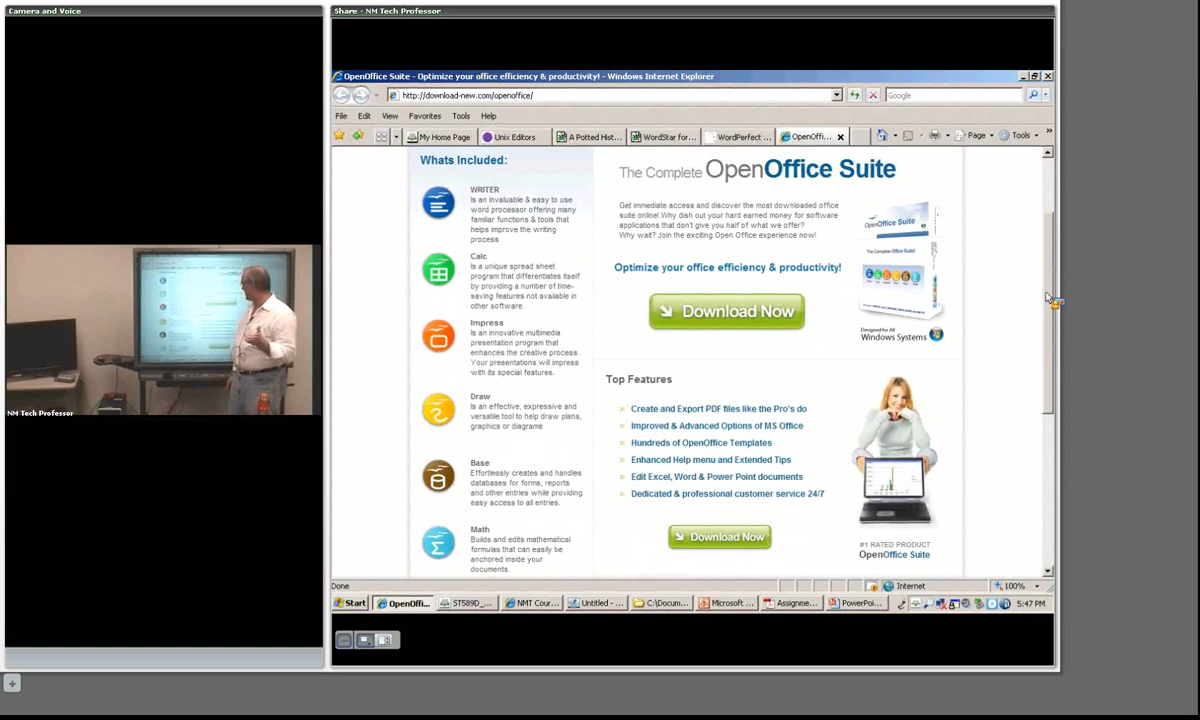 Camera and Voice
NM Tech Professor
Share - NM Tech Professor
OpenOffice Suite - Optimize your office efficiency & productivity! - Windows Internet Explorer
http://download-new.com/openoffice/
Google
File Edit View Favorites Tools Help
My Home Page Unix Editors A Potted Hist... WordStar for... WordPerfect ... OpenOffi... Page Tools
Whats Included:
WRITER
Is an invaluable & easy to use
word processor offering many
familiar functions & tools that
helps improve the writing
process
Calc
Is a unique spread sheet
program that differentiates itself
by providing a number of time-
saving features not available in
other software.
Impress
Is an innovative multimedia
presentation program that
enhances the creative process.
Your presentations will impress
with its special features.
Draw
Is an effective, expressive and
versatile tool to help draw plans,
graphics or diagrams
Base
Effortlessly creates and handles
databases for forms, reports
and other entries while providing
easy access to all entries.
Math
Builds and edits mathematical
formulas that can easily be
anchored inside your
documents.
The Complete OpenOffice Suite
Get immediate access and discover the most downloaded office
suite online! Why dish out your hard earned money for software
applications that don't give you half of what we offer?
Why wait? Join the exciting Open Office experience now!
Optimize your office efficiency & productivity!
Download Now
OpenOffice Suite
The Complete OpenOffice Suite!
Designed for All
Windows Systems
Top Features
Create and Export PDF files like the Pro's do
Improved & Advanced Options of MS Office
Hundreds of OpenOffice Templates
Enhanced Help menu and Extended Tips
Edit Excel, Word & Power Point documents
Dedicated & professional customer service 24/7
Download Now
#1 RATED PRODUCT
OpenOffice Suite
Done Internet 100%
Start OpenOffi... ST589D_... NMT Cour... Untitled - ... C:\Docum... Microsoft ... Assignme... PowerPoi... 5:47 PM